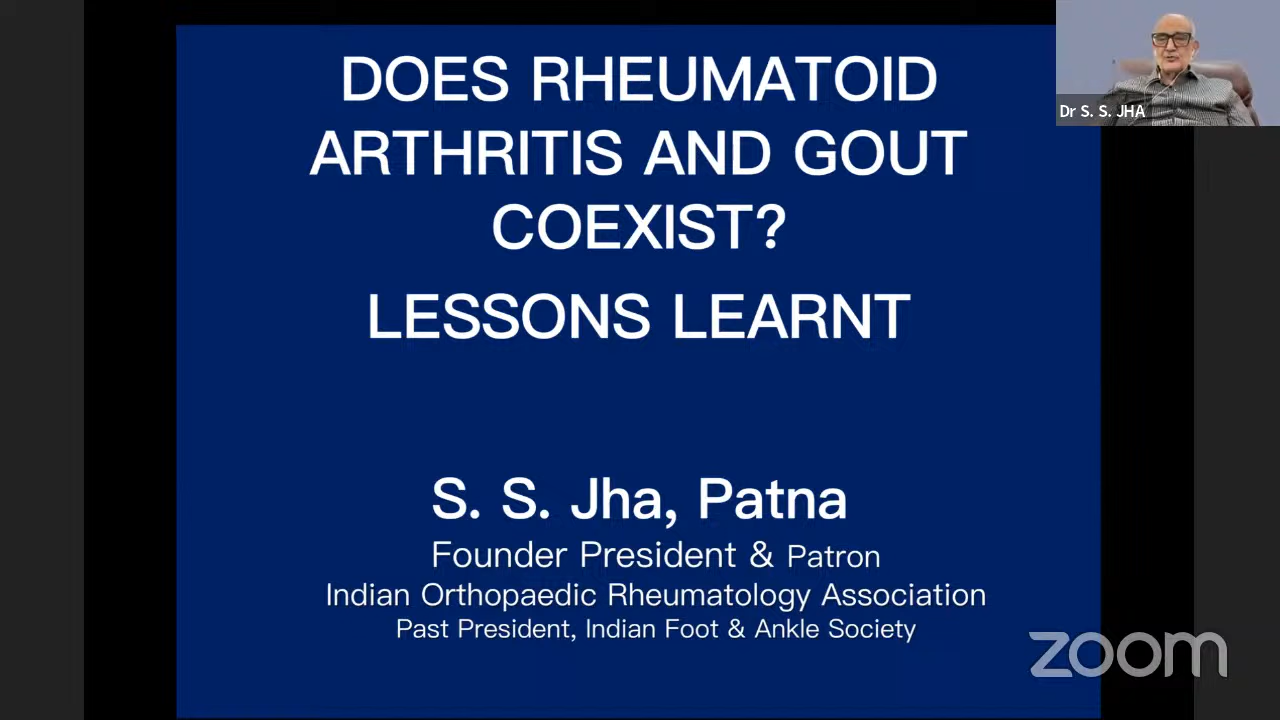 DOES RHEUMATOID
ARTHRITIS AND GOUT
COEXIST?
LESSONS LEARNT
S. S. Jha, Patna
Founder President & Patron
Indian Orthopaedic Rheumatology Association
Past President, Indian Foot & Ankle Society
Dr S. S. JHA
zoom